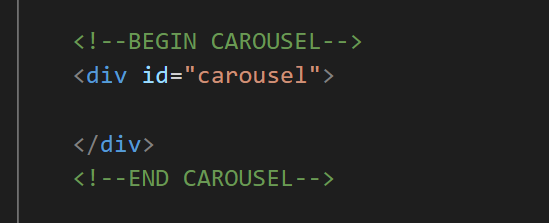 <!--BEGIN CAROUSEL-->
<div id="carousel">
</div>
<!--END CAROUSEL-->